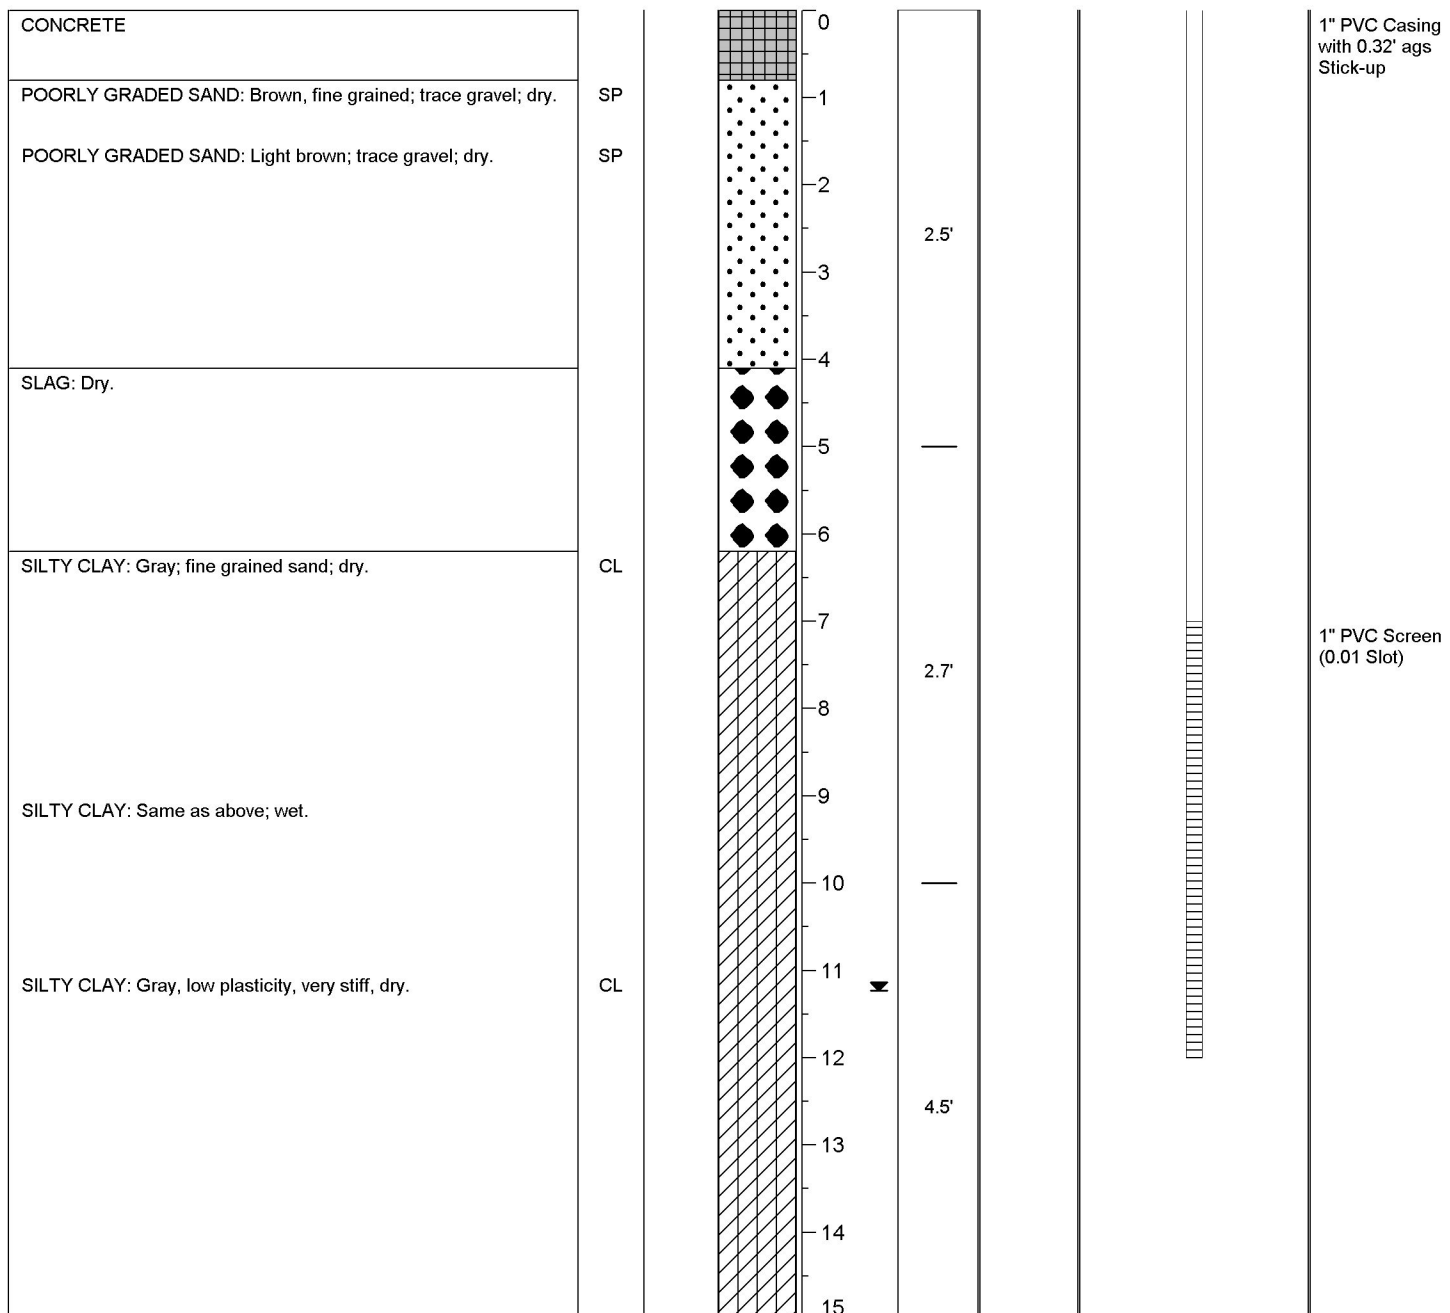 CONCRETE
0
1" PVC Casing
with 0.32' ags
Stick-up
POORLY GRADED SAND: Brown, fine grained; trace gravel; dry.
SP
1
POORLY GRADED SAND: Light brown; trace gravel; dry.
SP
2
2.5'
3
4
SLAG: Dry.
5
6
SILTY CLAY: Gray; fine grained sand; dry.
CL
7
1" PVC Screen
(0.01 Slot)
2.7'
8
9
SILTY CLAY: Same as above; wet.
10
11
SILTY CLAY: Gray, low plasticity, very stiff, dry.
CL
12
4.5'
13
14
15